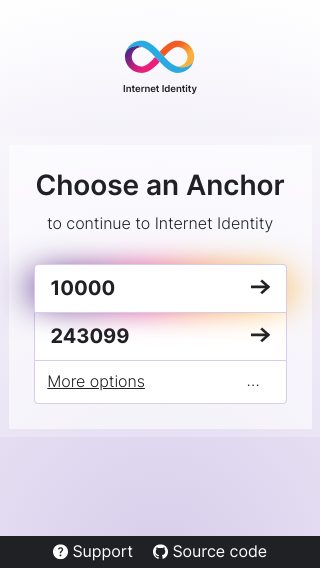 Internet Identity
Choose an Anchor
to continue to Internet Identity
10000
243099
More options ...
Support Source code